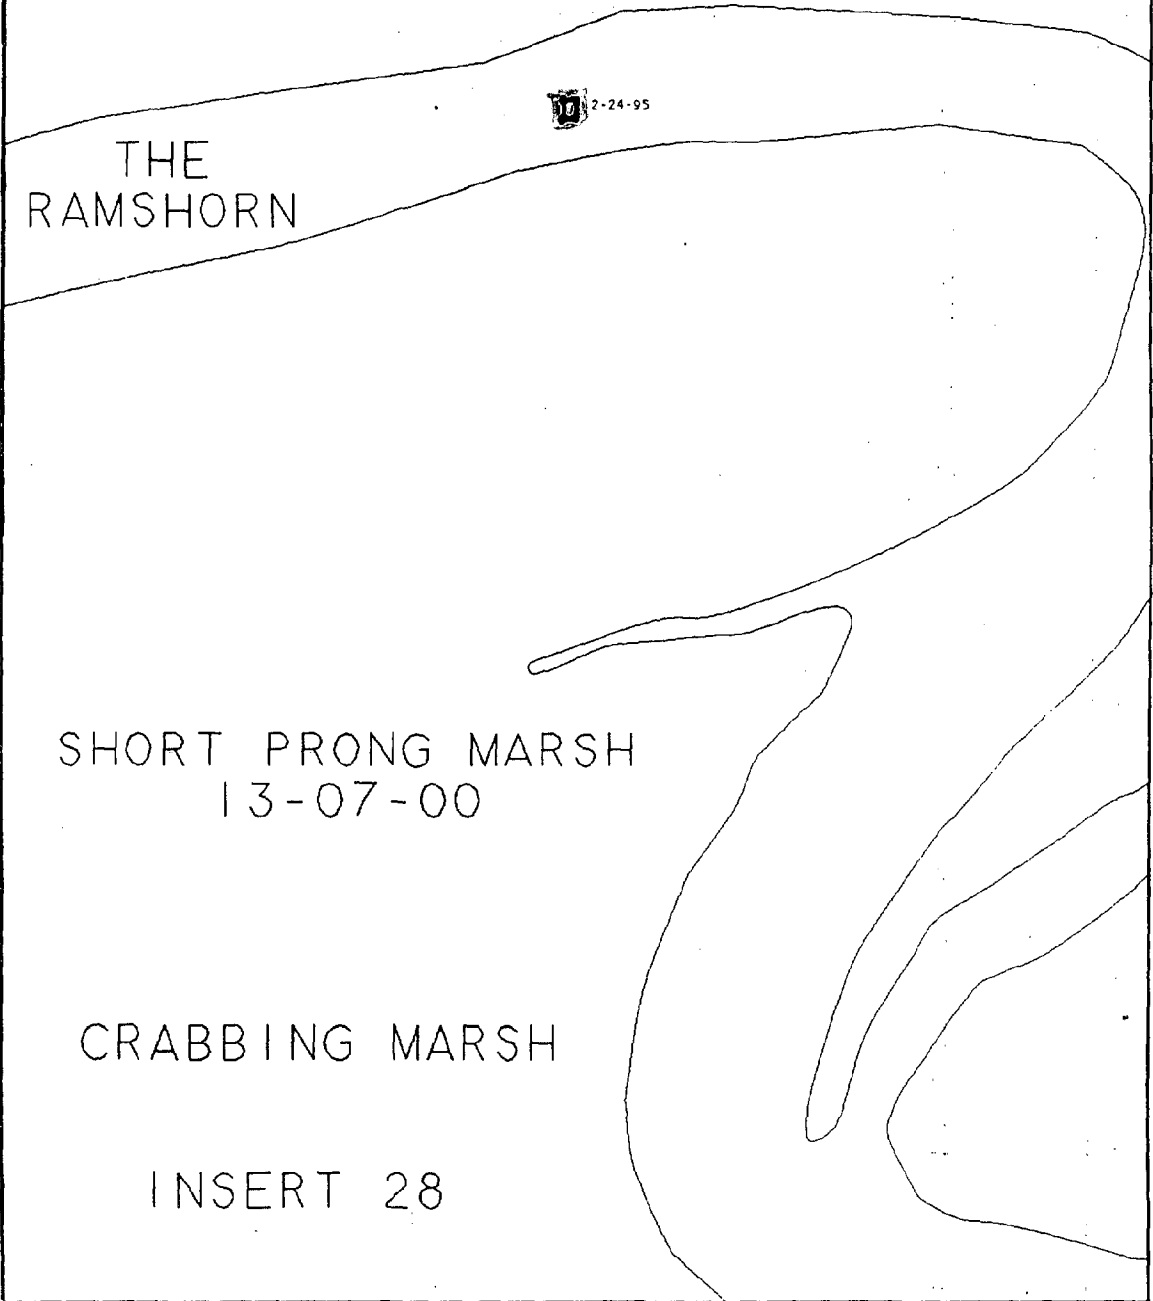 2-24-95
THE
RAMSHORN
SHORT PRONG MARSH
13-07-00
CRABBING MARSH
INSERT 28